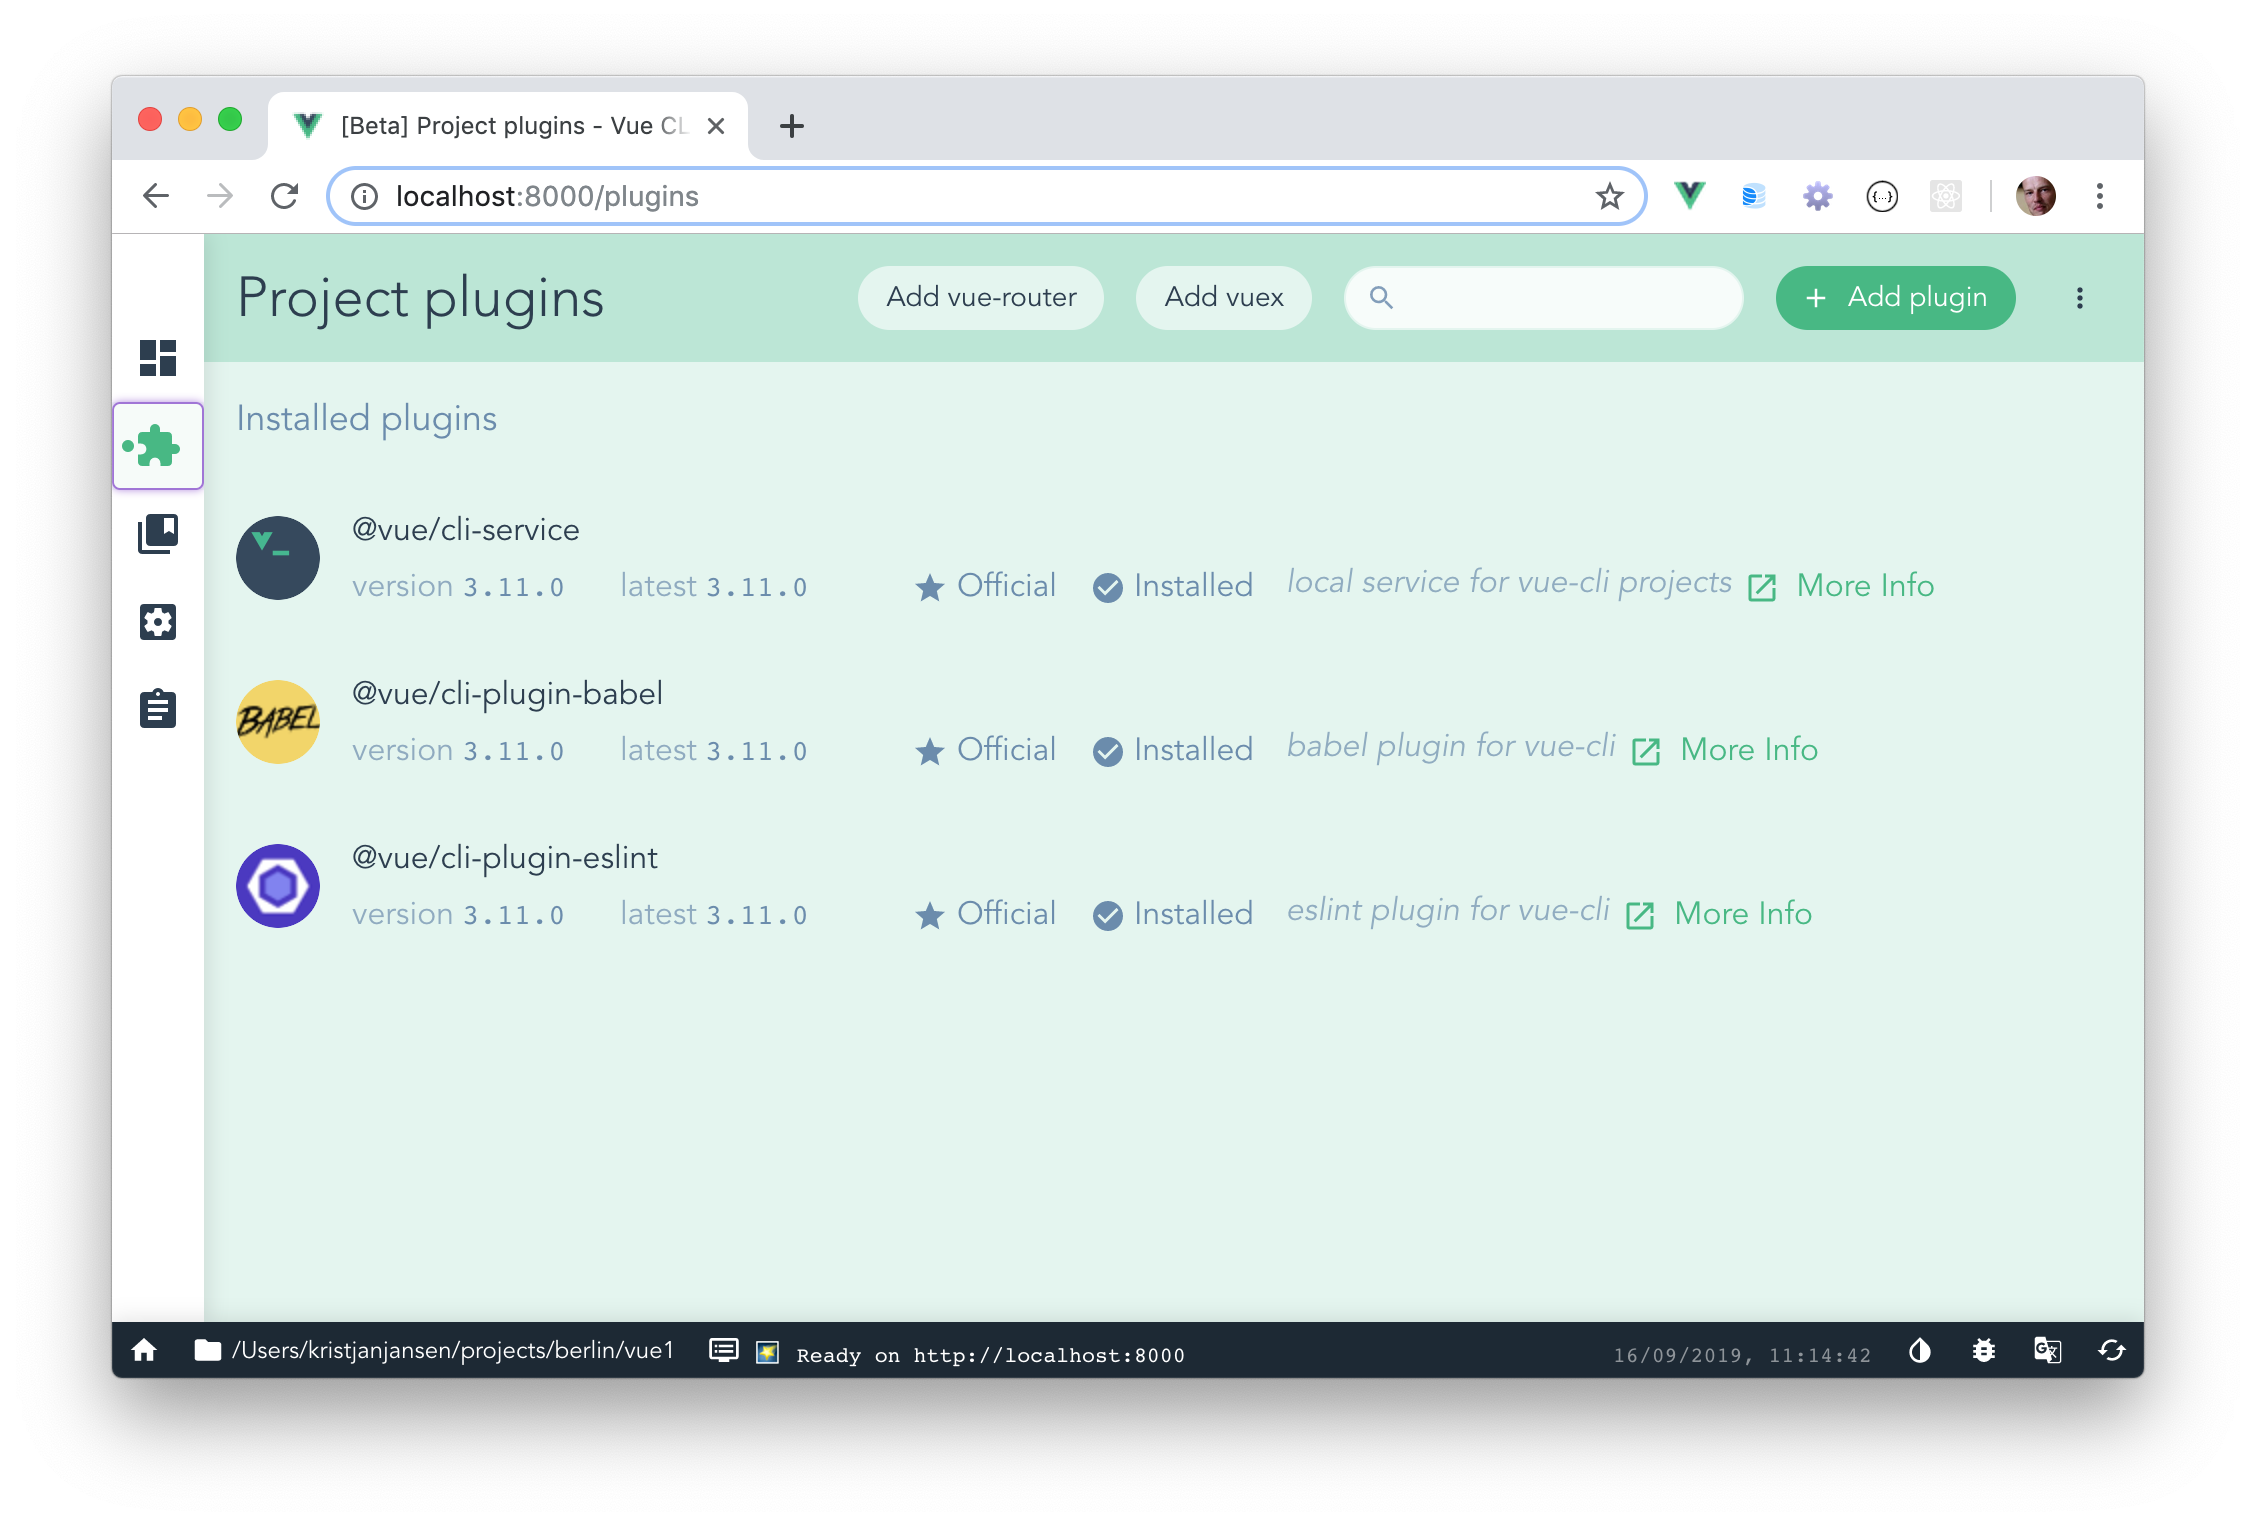 [Beta] Project plugins - Vue CL
localhost:8000/plugins
Project plugins
Add vue-router
Add vuex
Add plugin
Installed plugins
@vue/cli-service
version 3.11.0 latest 3.11.0 Official Installed local service for vue-cli projects More Info
BABEL
@vue/cli-plugin-babel
version 3.11.0 latest 3.11.0 Official Installed babel plugin for vue-cli More Info
@vue/cli-plugin-eslint
version 3.11.0 latest 3.11.0 Official Installed eslint plugin for vue-cli More Info
/Users/kristjanjansen/projects/berlin/vue1 Ready on http://localhost:8000 16/09/2019, 11:14:42